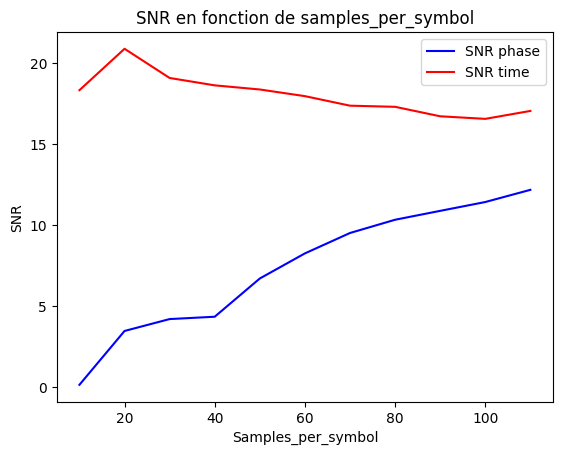 SNR en fonction de samples_per_symbol
SNR phase
SNR time
SNR
20
15
10
5
0
20 40 60 80 100
Samples_per_symbol